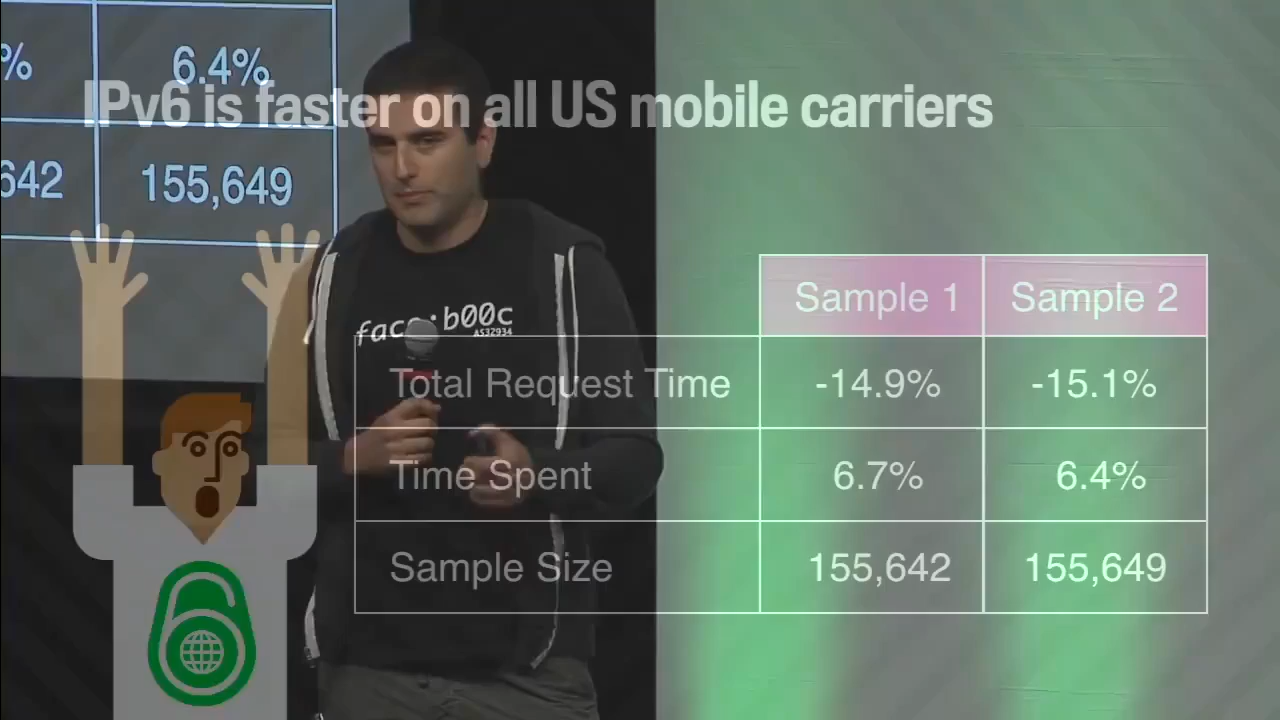 %
6.4%
IPv6 is faster on all US mobile carriers
642
155,649
Sample 1
Sample 2
face:b00c
AS32934
Total Request Time
-14.9%
-15.1%
Time Spent
6.7%
6.4%
Sample Size
155,642
155,649